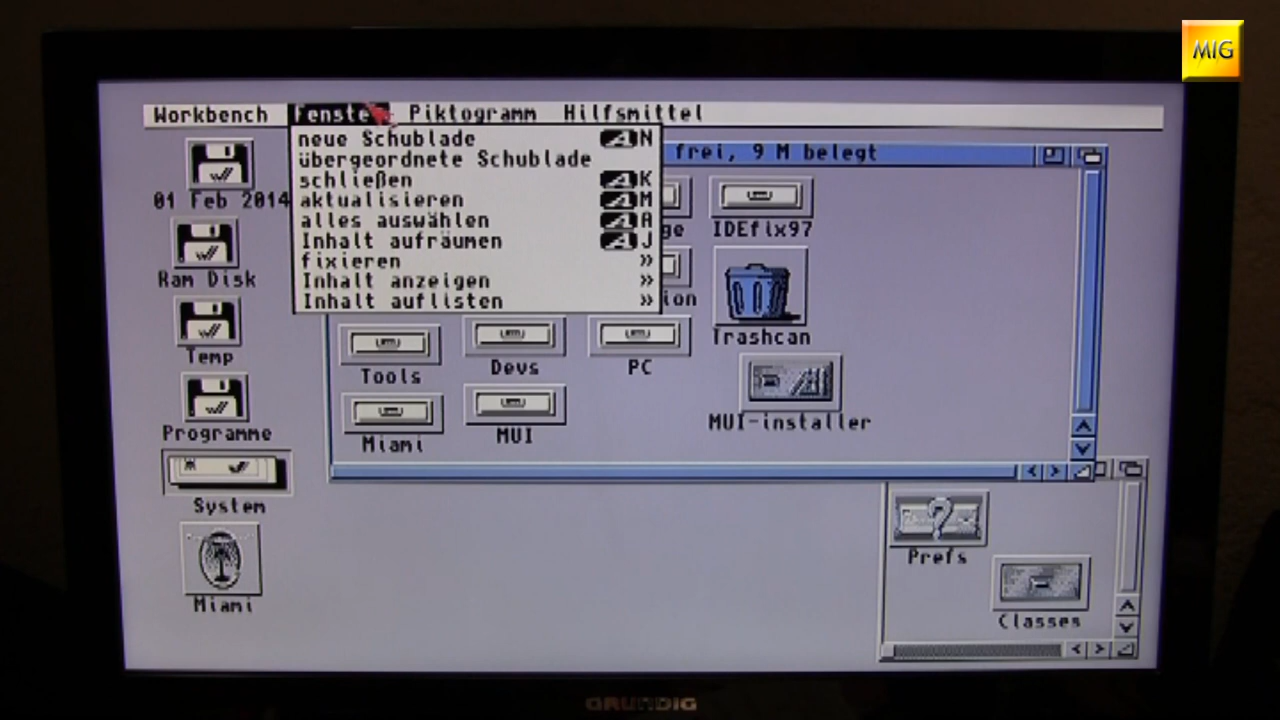 MIG
Workbench Fenste Piktogramm Hilfsmittel
neue Schublade N
übergeordnete Schublade
schließen K
aktualisieren M
alles auswählen A
Inhalt aufräumen J
fixieren »
Inhalt anzeigen »
Inhalt auflisten »
frei, 9 M belegt
01 Feb 2014
Ram Disk
Temp
Programme
System
Miami
ge
IDEfix97
ion
Trashcan
Tools
Devs
PC
MUI-installer
Miami
MUI
Prefs
Classes
GRUNDIG